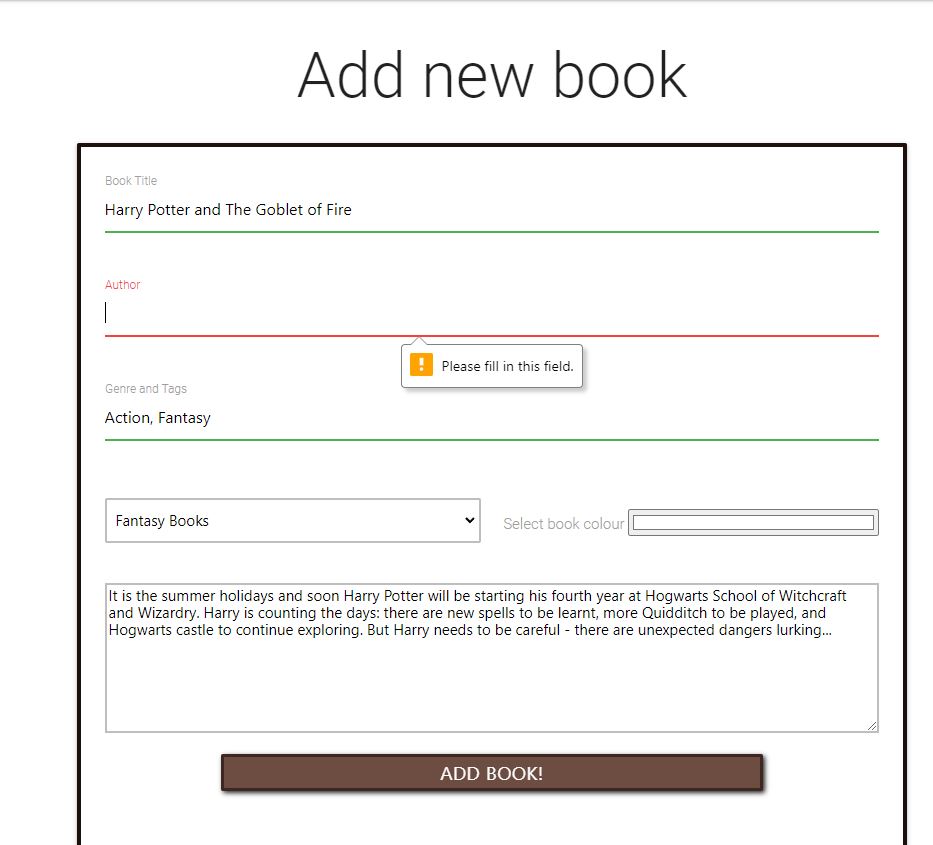 Add new book
Book Title
Harry Potter and The Goblet of Fire
Author
Please fill in this field.
Genre and Tags
Action, Fantasy
Fantasy Books
Select book colour
It is the summer holidays and soon Harry Potter will be starting his fourth year at Hogwarts School of Witchcraft
and Wizardry. Harry is counting the days: there are new spells to be learnt, more Quidditch to be played, and
Hogwarts castle to continue exploring. But Harry needs to be careful - there are unexpected dangers lurking...
ADD BOOK!